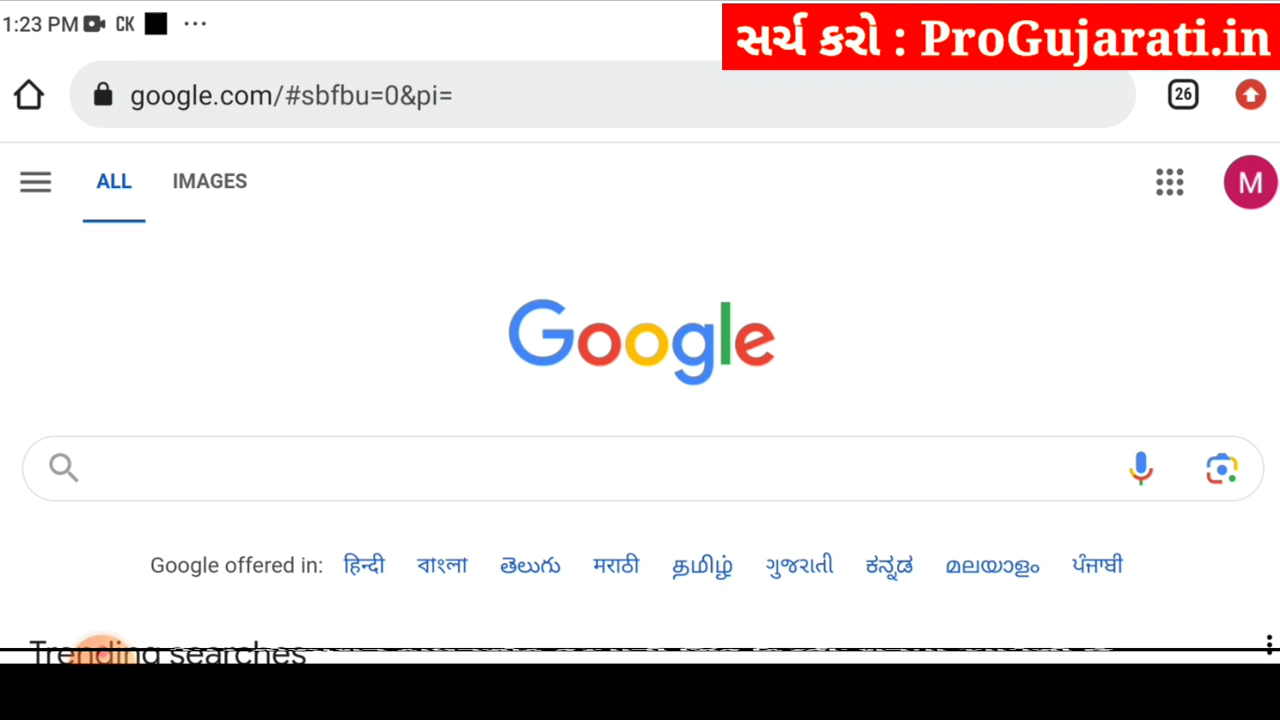 1:23 PM CK ...
સર્ચ કરો : ProGujarati.in
google.com/#sbfbu=0&pi=
26
ALL IMAGES
M
Google
Google offered in: हिन्दी বাংলা తెలుగు मराठी தமிழ் ગુજરાતી ಕನ್ನಡ മലയാളം ਪੰਜਾਬੀ
Trending searches